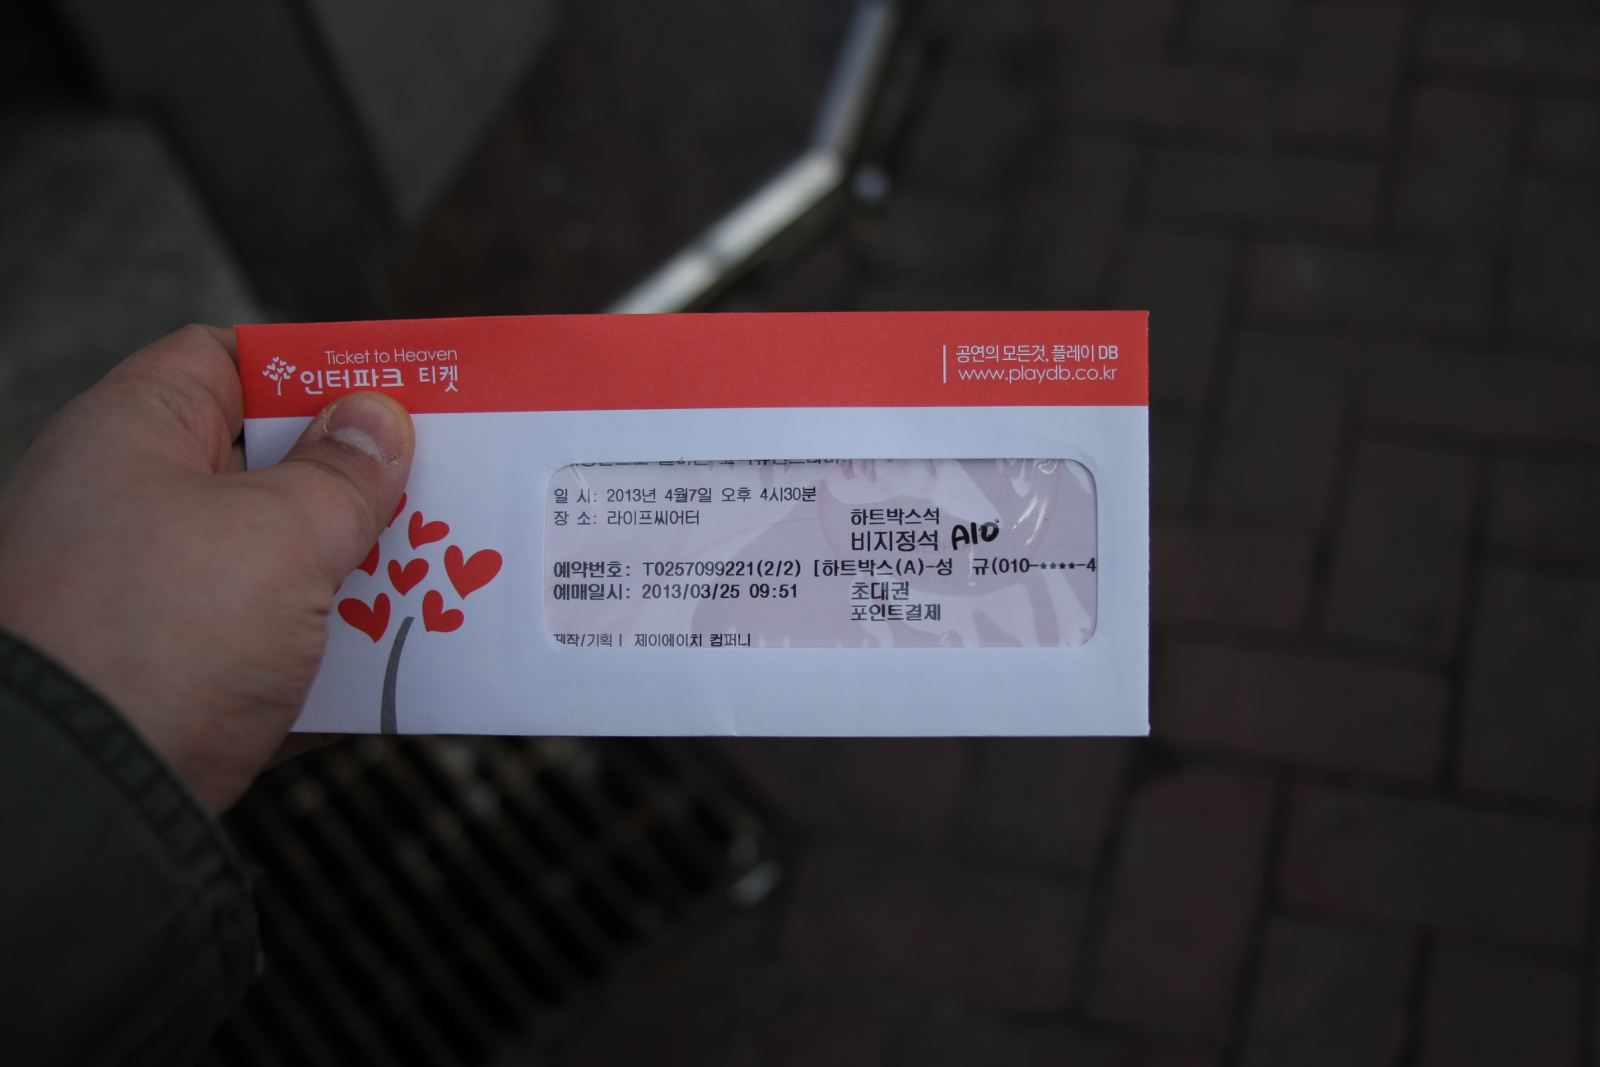 Ticket to Heaven
인터파크 티켓
공연의 모든것, 플레이 DB
www.playdb.co.kr
일 시: 2013년 4월7일 오후 4시30분
장 소: 라이프씨어터
하트박스석
비지정석 A10
예약번호: T0257099221(2/2) [하트박스(A)-성 규(010-****-4
예매일시: 2013/03/25 09:51
초대권
포인트결제
제작/기획 | 제이에이치 컴퍼니